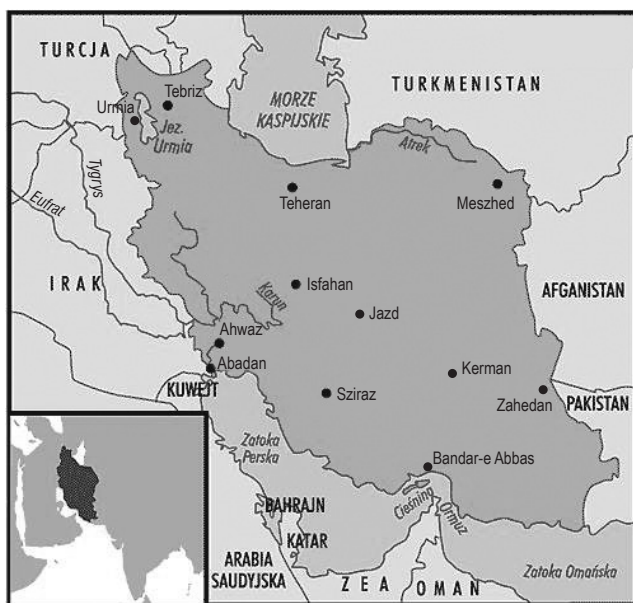 TURCJA
TURKMENISTAN
Tebriz
Urmia
MORZE
KASPIJSKIE
Jez.
Urmia
Atrek
Tygrys
Meszhed
Teheran
Eufrat
IRAK
Isfahan
AFGANISTAN
Karun
Jazd
Ahwaz
Abadan
Kerman
KUWEJT
Sziraz
Zahedan
PAKISTAN
Zatoka
Perska
Bandar-e Abbas
Cieśnina
Ormuz
BAHRAJN
KATAR
ARABIA
SAUDYJSKA
ZEA
OMAN
Zatoka Omańska